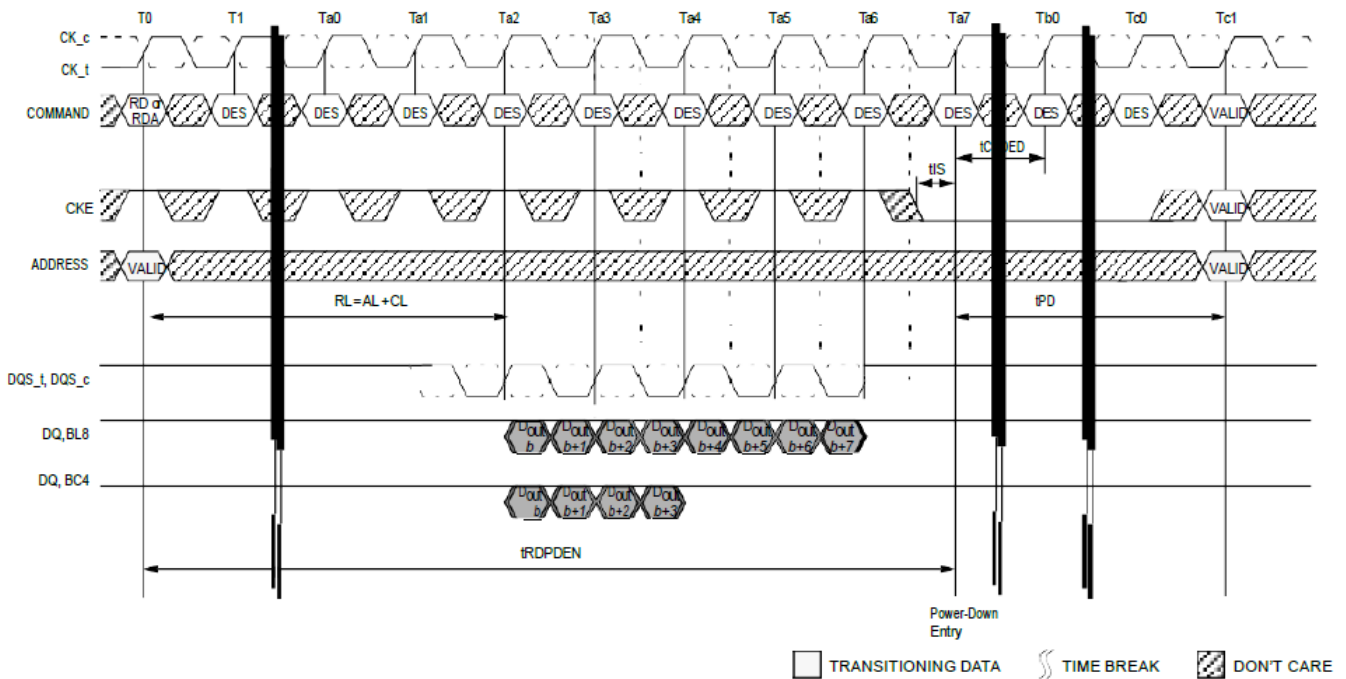 T0 T1 Ta0 Ta1 Ta2 Ta3 Ta4 Ta5 Ta6 Ta7 Tb0 Tc0 Tc1
CK_c
CK_t
COMMAND
RD or
RDA
DES DES DES DES DES DES DES DES DES DES DES VALID
tIS
CKE
VALID
ADDRESS
VALID
VALID
RL=AL+CL
tPD
DQS_t, DQS_c
DQ,BL8
Dout Dout Dout Dout Dout Dout Dout Dout
b b+1 b+2 b+3 b+4 b+5 b+6 b+7
DQ, BC4
Dout Dout Dout Dout
b b+1 b+2 b+3
tRDPDEN
Power-Down
Entry
TRANSITIONING DATA TIME BREAK DON'T CARE